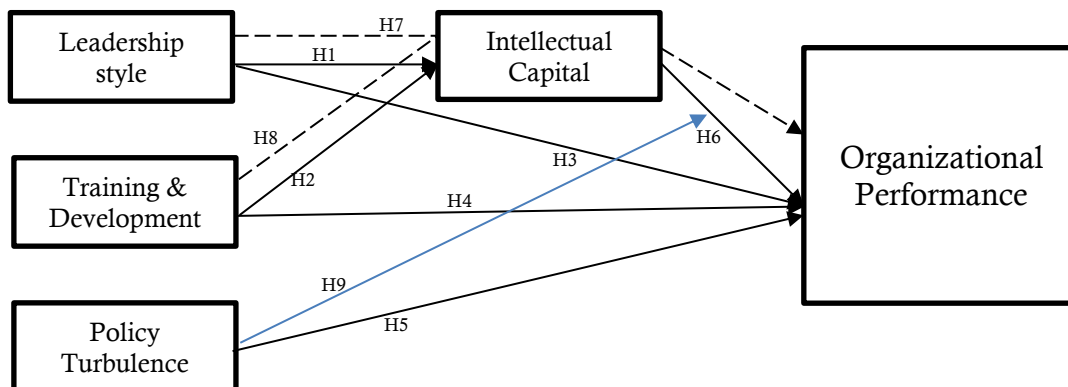 Leadership
style
H7
H1
Intellectual
Capital
H8
H2
H3
H6
Training &
Development
H4
Organizational
Performance
H9
H5
Policy
Turbulence